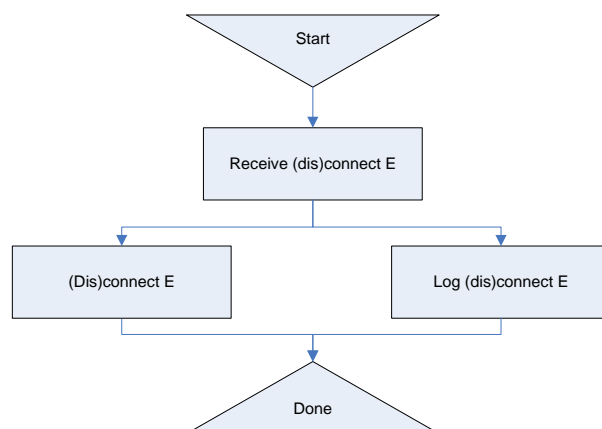 Start
Receive (dis)connect E
(Dis)connect E
Log (dis)connect E
Done